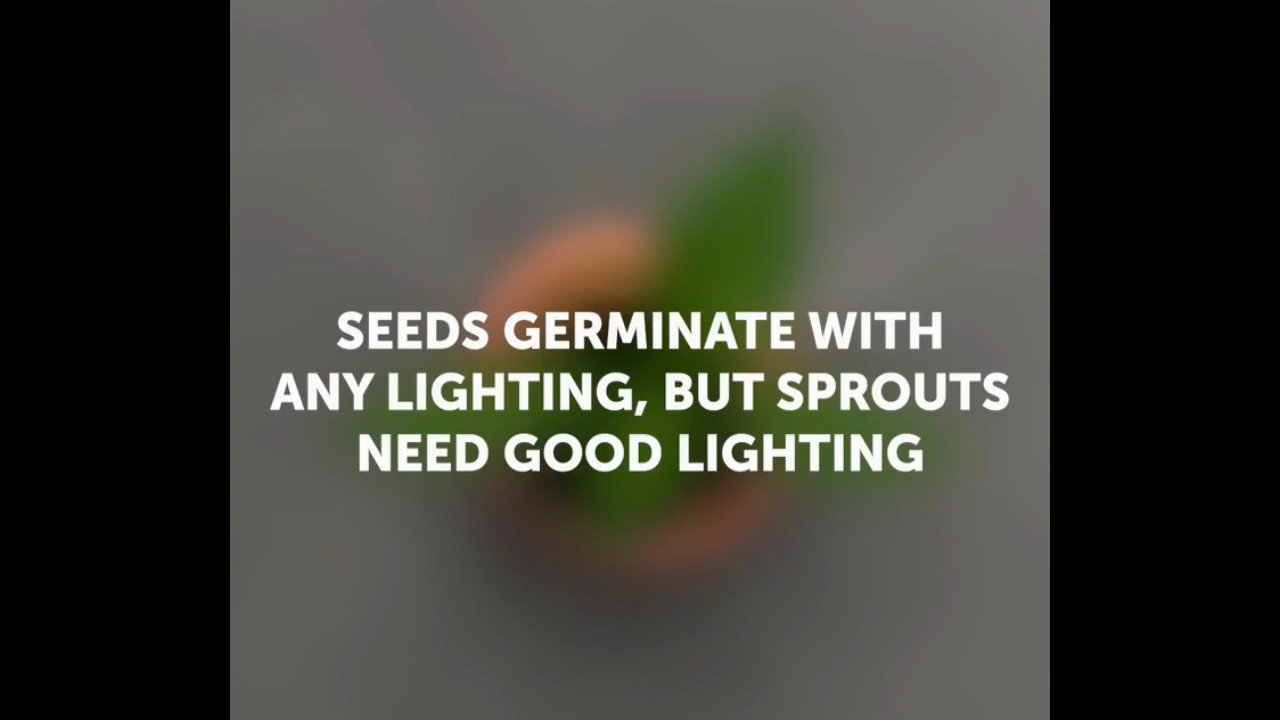 SEEDS GERMINATE WITH
ANY LIGHTING, BUT SPROUTS
NEED GOOD LIGHTING